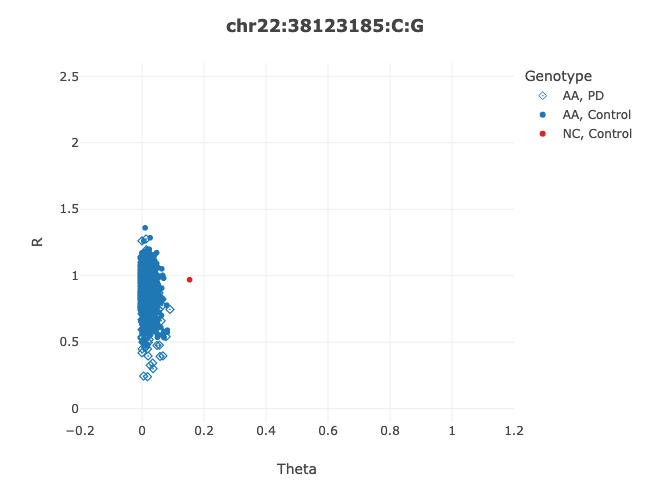 chr22:38123185:C:G
Genotype
AA, PD
AA, Control
NC, Control
2.5
2
1.5
1
0.5
0
R
−0.2
0
0.2
0.4
0.6
0.8
1
1.2
Theta